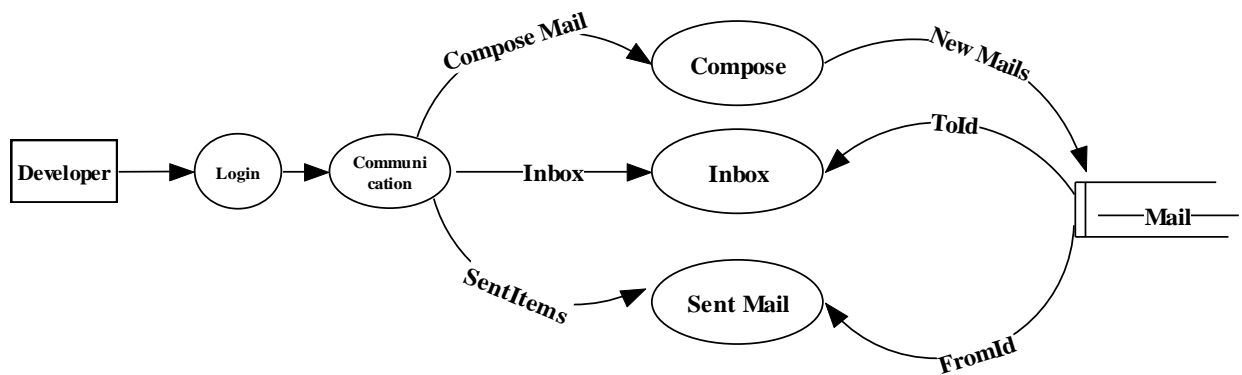 Developer
Login
Communi
cation
Compose Mail
Inbox
SentItems
Compose
Inbox
Sent Mail
New Mails
ToId
FromId
Mail